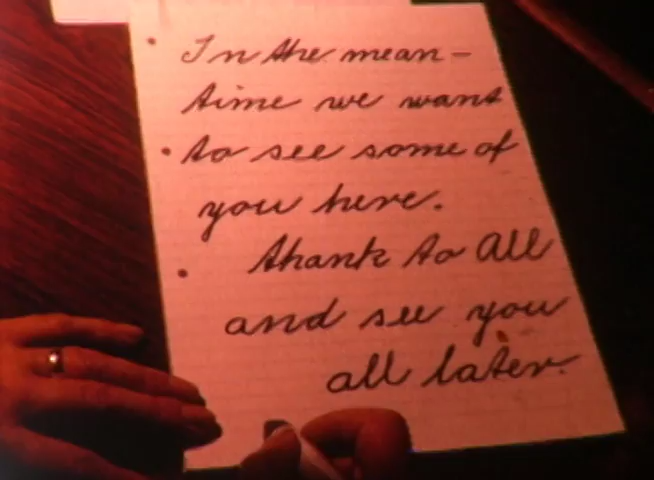 In the mean-
time we want
to see some of
you here.
thank to All
and see you
all later.